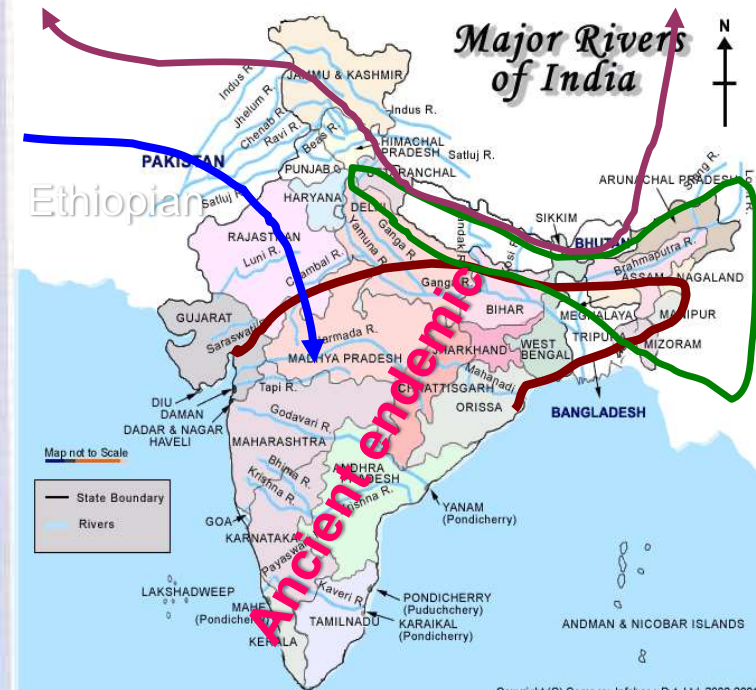 Major Rivers
of India
N
JAMMU & KASHMIR
Indus R.
Jhelum R.
Chenab R.
Ravi R.
Beas R.
Indus R.
HIMACHAL
PRADESH
Satluj R.
PAKISTAN
PUNJAB
Satluj R.
Ethiopian
HARYANA
DELHI
ARUNACHAL PRADESH
SIKKIM
BHUTAN
RAJASTHAN
Luni R.
Chambal R.
Yamuna R.
Ganga R.
Ganga R.
Brahmaputra R.
ASSAM
NAGALAND
BIHAR
MEGHALAYA
MANIPUR
GUJARAT
TRIPURA
MIZORAM
MADHYA PRADESH
JHARKHAND
WEST
BENGAL
Tapi R.
CHHATTISGARH
Mahanadi
ORISSA
BANGLADESH
DIU
DAMAN
DADAR & NAGAR
HAVELI
Godavari R.
MAHARASHTRA
Ancient endemic
Map not to Scale
State Boundary
Rivers
Bhima R.
Krishna R.
ANDHRA
PRADESH
Krishna R.
YANAM
(Pondicherry)
GOA
KARNATAKA
LAKSHADWEEP
MAHE
(Pondicherry)
Kaveri R.
PONDICHERRY
(Puduchchery)
KARAIKAL
(Pondicherry)
TAMILNADU
KERALA
ANDMAN & NICOBAR ISLANDS